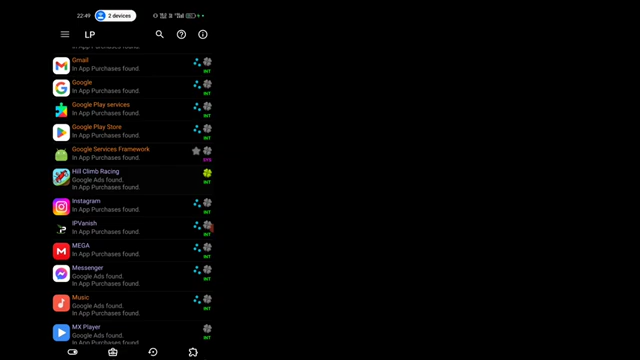 22:49 2 devices
LP
In App Purchases found.
Gmail
In App Purchases found.
INT
Google
In App Purchases found.
INT
Google Play services
In App Purchases found.
INT
Google Play Store
In App Purchases found.
INT
Google Services Framework
In App Purchases found.
SYS
Hill Climb Racing
Google Ads found.
INT
In App Purchases found.
Instagram
In App Purchases found.
INT
IPVanish
In App Purchases found.
INT
MEGA
In App Purchases found.
INT
Messenger
Google Ads found.
INT
In App Purchases found.
Music
Google Ads found.
INT
In App Purchases found.
MX Player
Google Ads found.
INT